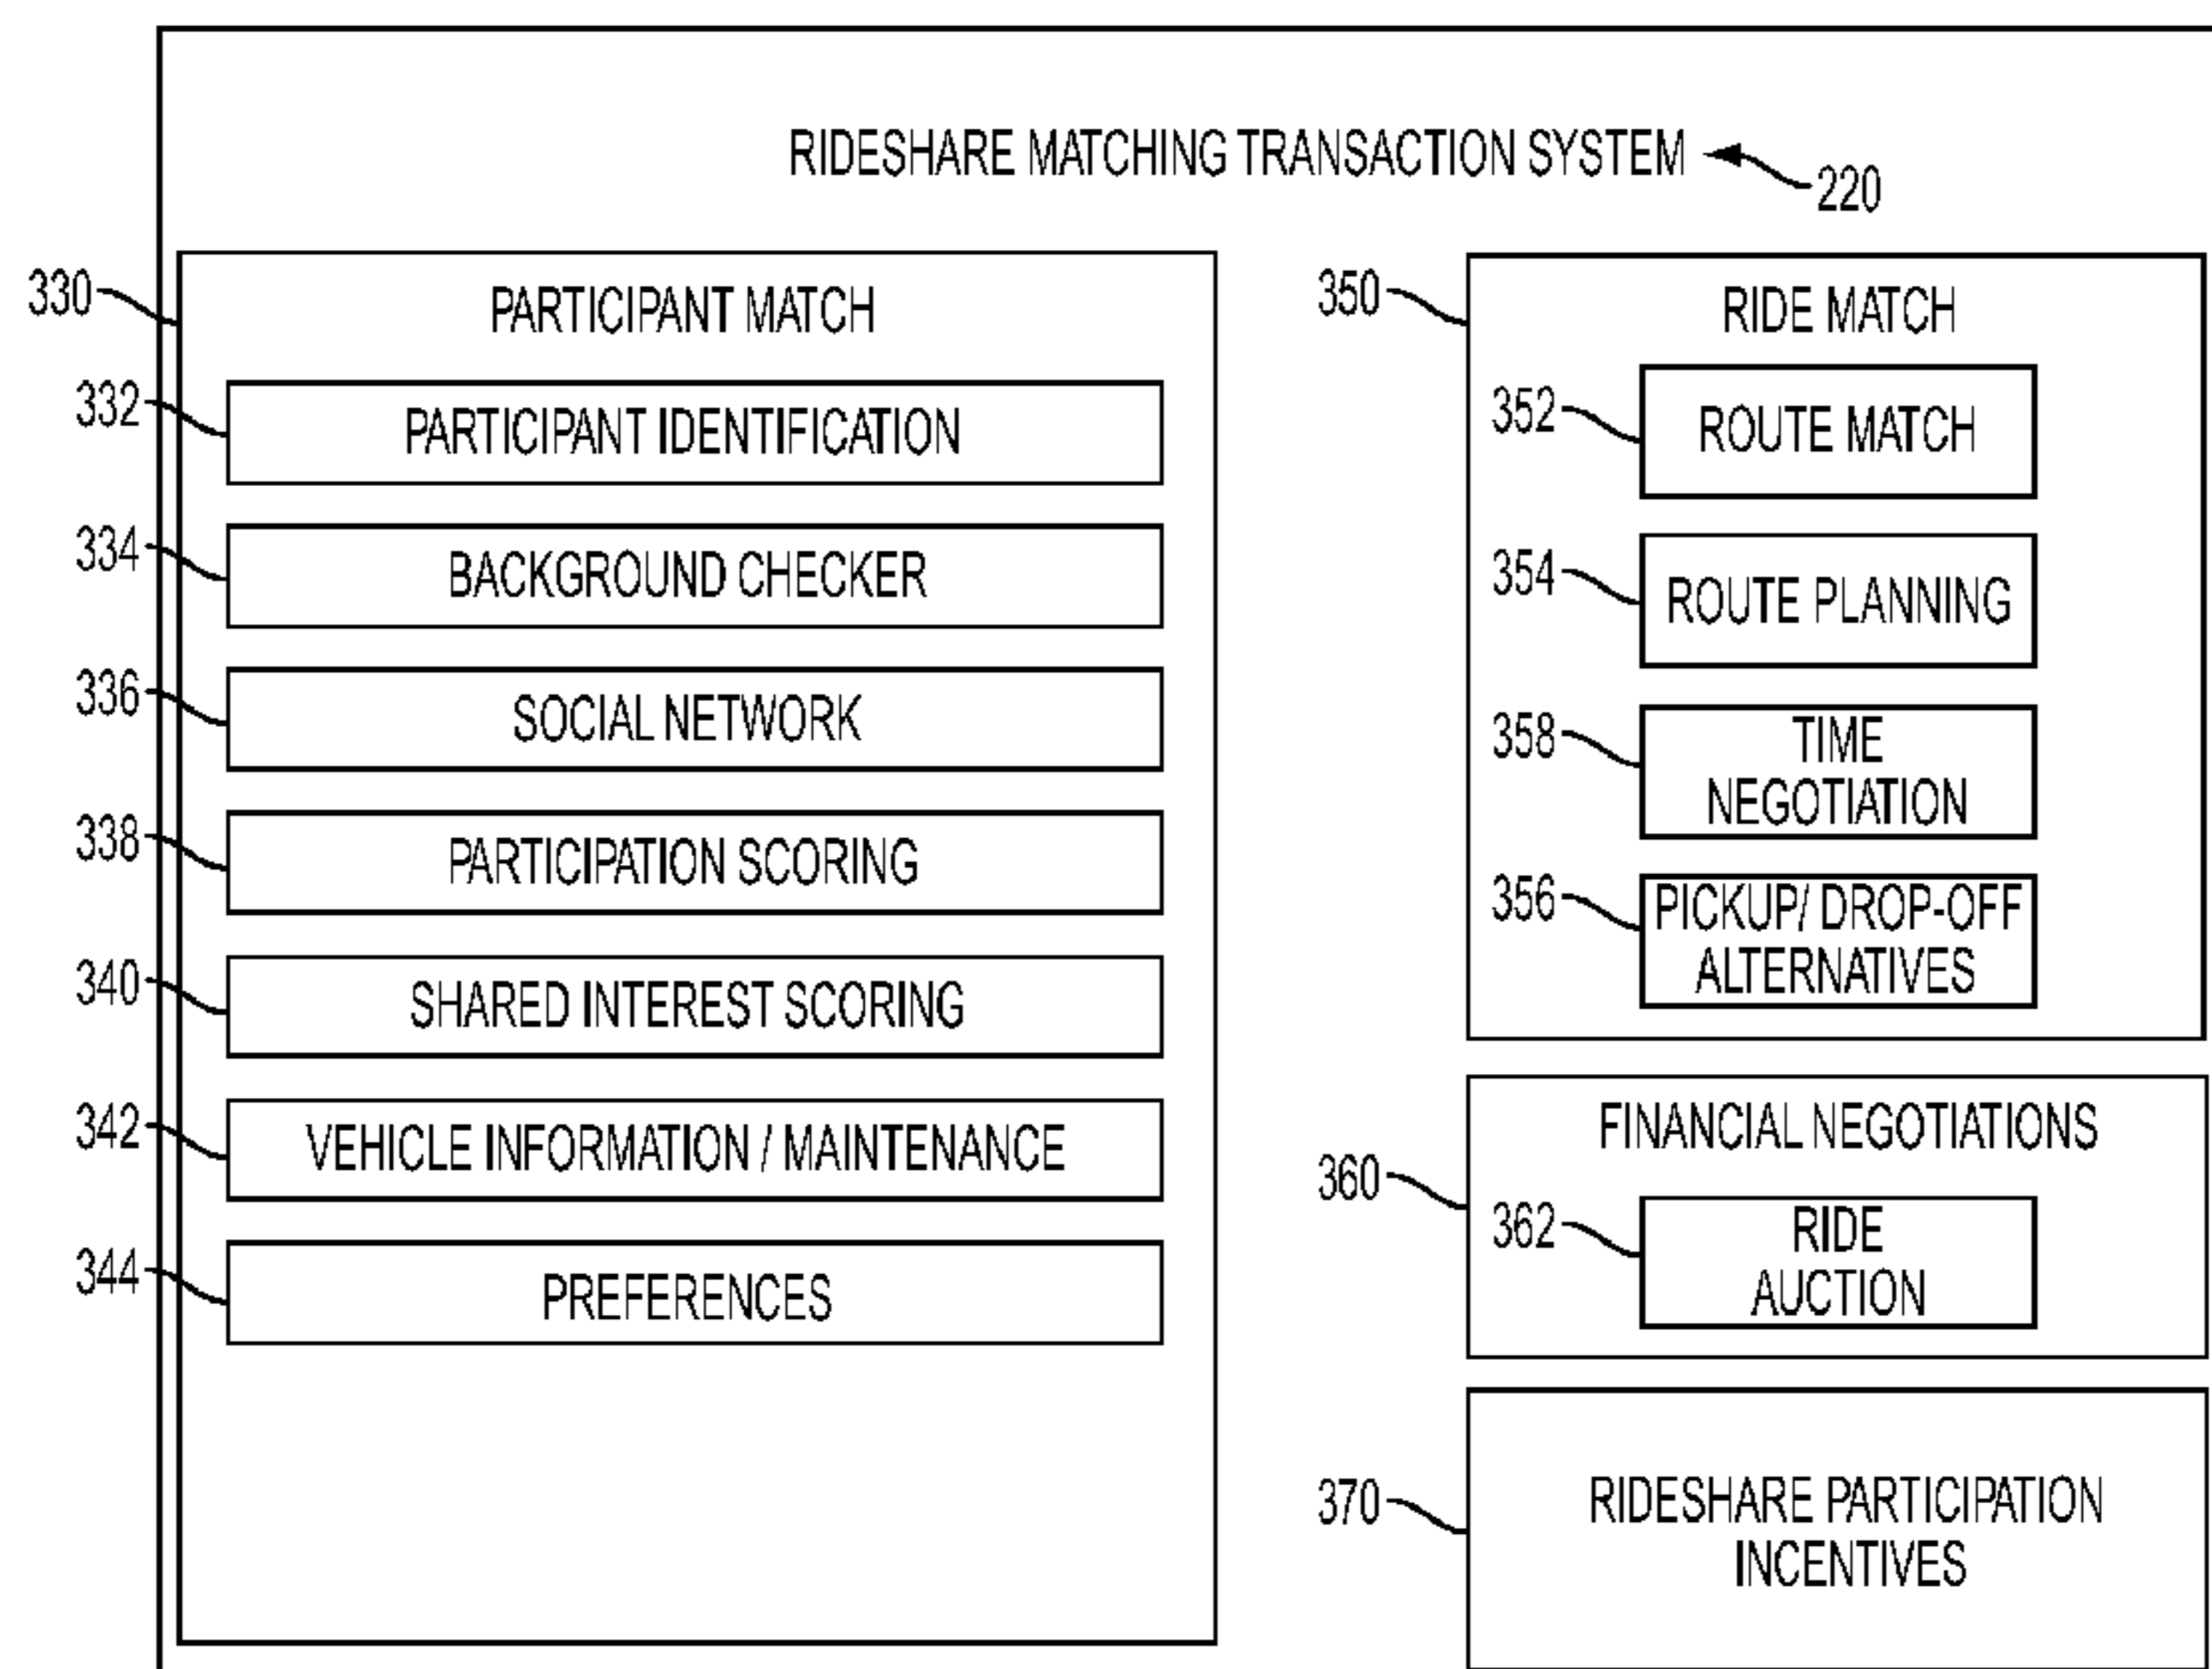 RIDESHARE MATCHING TRANSACTION SYSTEM
220
330
PARTICIPANT MATCH
332
PARTICIPANT IDENTIFICATION
334
BACKGROUND CHECKER
336
SOCIAL NETWORK
338
PARTICIPATION SCORING
340
SHARED INTEREST SCORING
342
VEHICLE INFORMATION / MAINTENANCE
344
PREFERENCES
350
RIDE MATCH
352
ROUTE MATCH
354
ROUTE PLANNING
358
TIME
NEGOTIATION
356
PICKUP/ DROP-OFF
ALTERNATIVES
360
FINANCIAL NEGOTIATIONS
362
RIDE
AUCTION
370
RIDESHARE PARTICIPATION
INCENTIVES